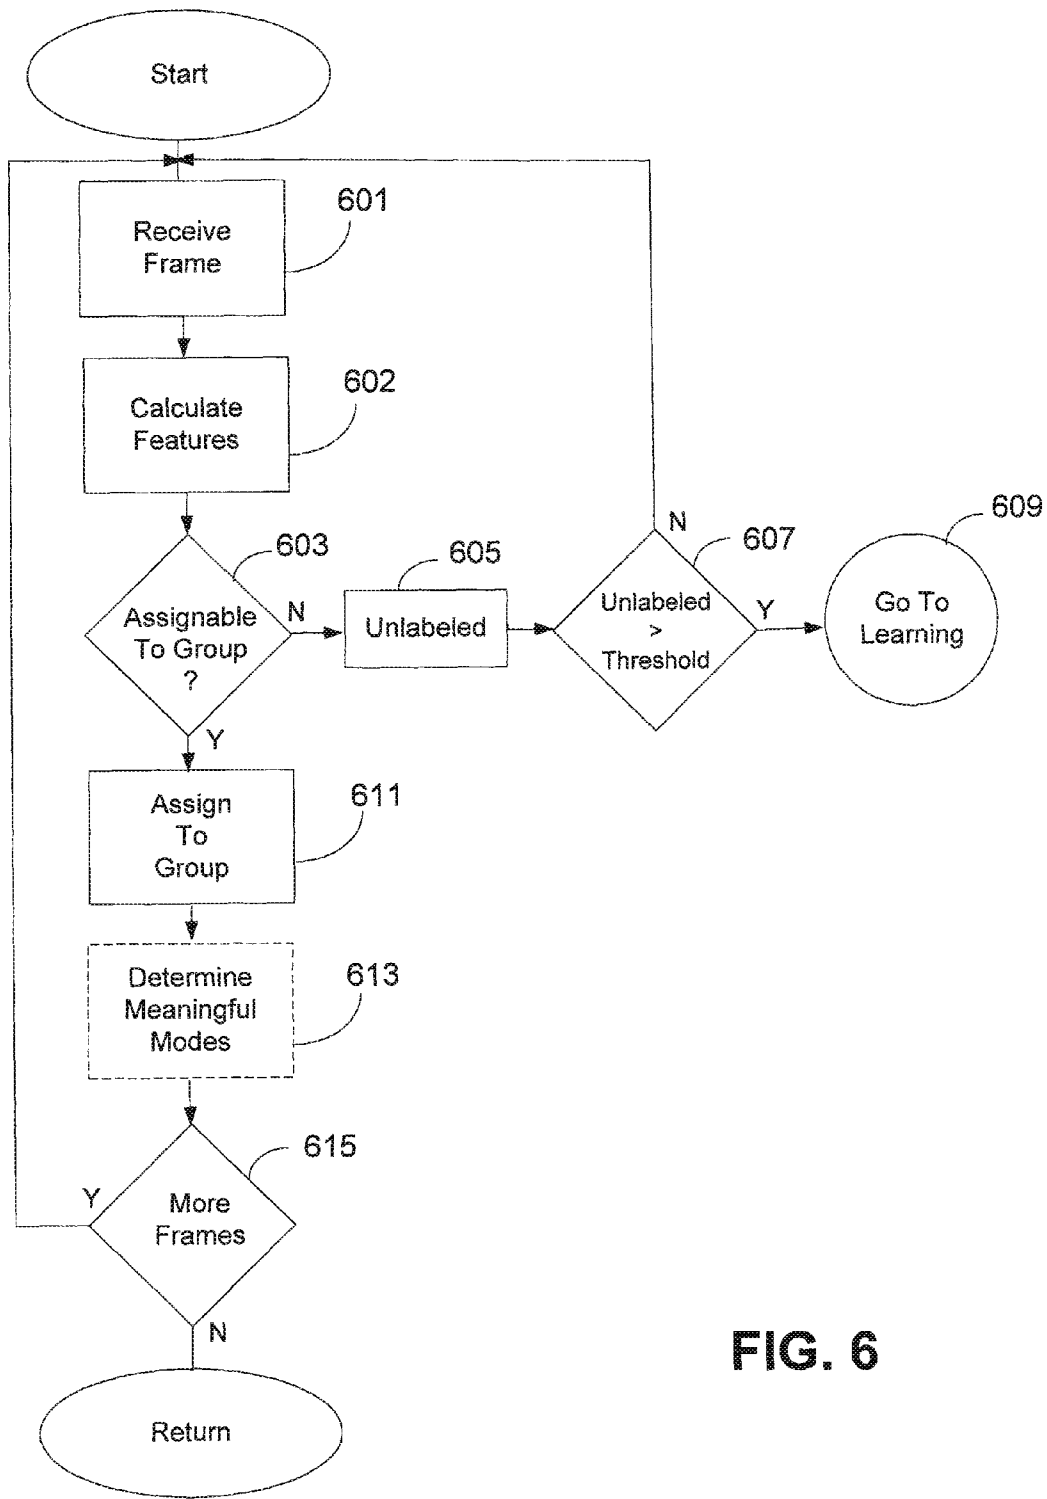 Start
601
Receive
Frame
602
Calculate
Features
603
Assignable
To Group
?
N
605
Unlabeled
607
N
Unlabeled
>
Threshold
Y
609
Go To
Learning
Y
611
Assign
To
Group
613
Determine
Meaningful
Modes
615
More
Frames
Y
N
Return
FIG. 6